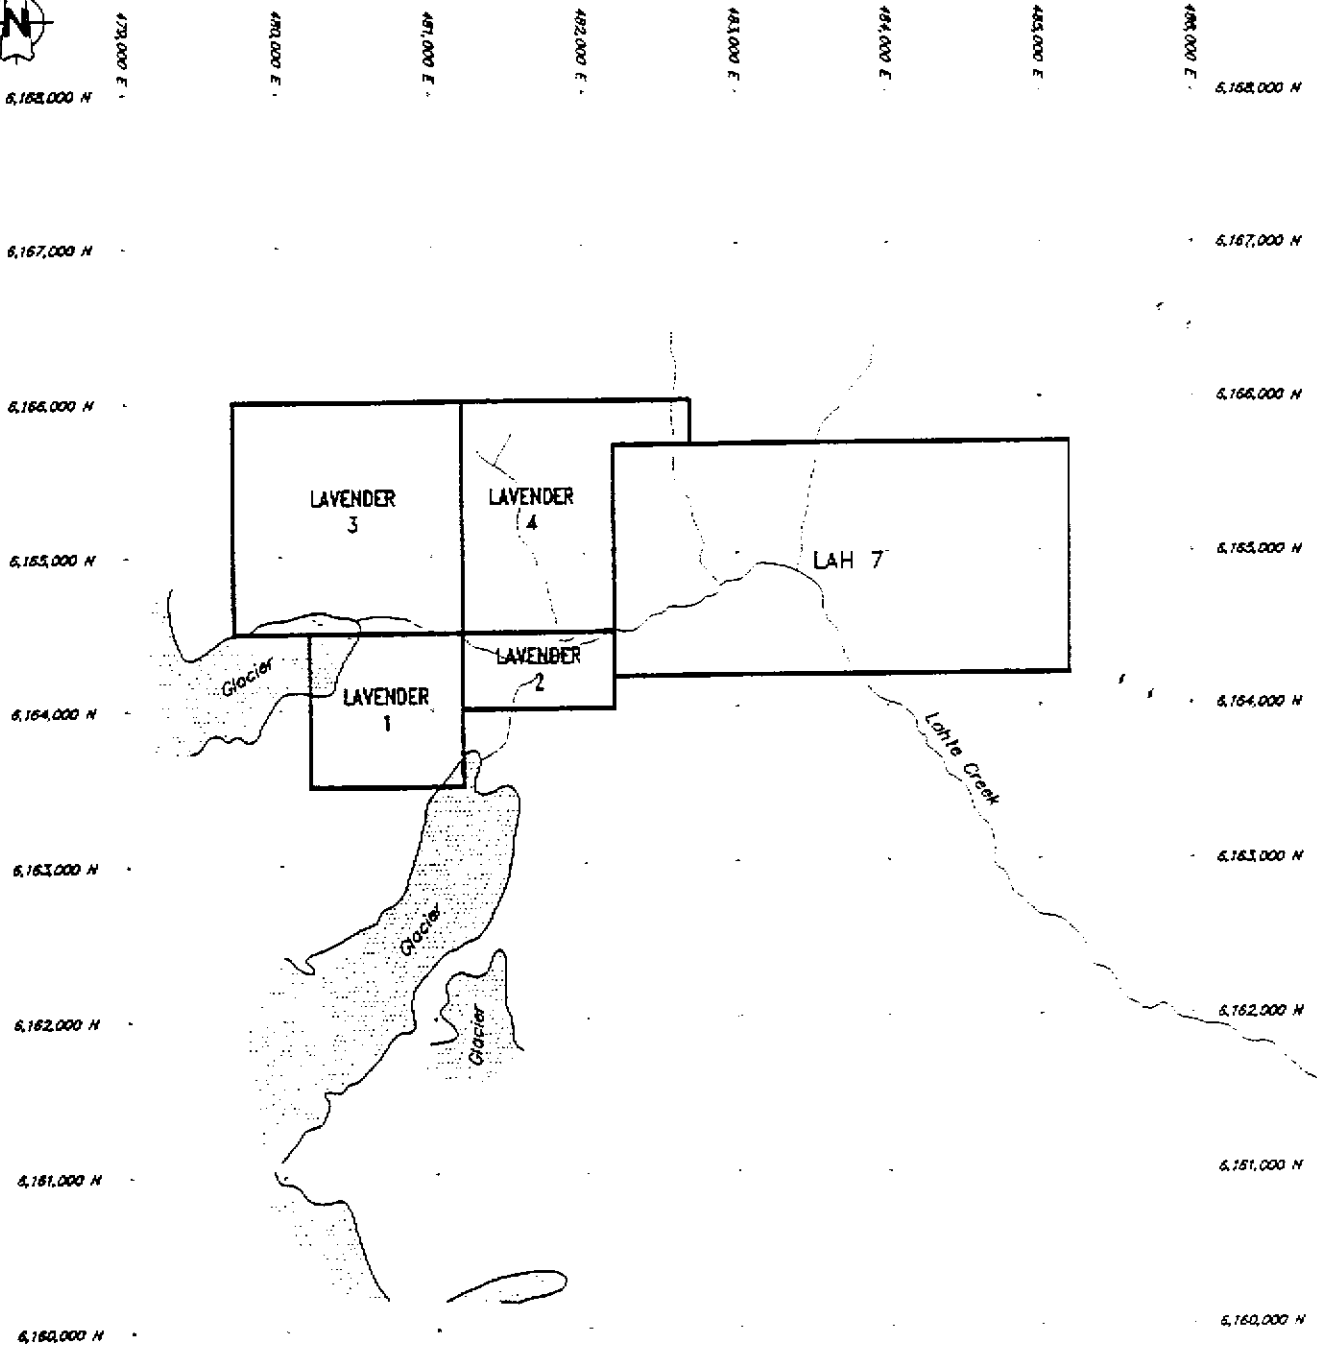 N
479,000 E
480,000 E
481,000 E
482,000 E
483,000 E
484,000 E
485,000 E
486,000 E
6,168,000 N
6,168,000 N
6,167,000 N
6,167,000 N
6,166,000 N
6,166,000 N
LAVENDER
3
LAVENDER
4
6,165,000 N
LAH 7
6,165,000 N
Glacier
LAVENDER
2
LAVENDER
1
6,164,000 N
6,164,000 N
Lahte Creek
6,163,000 N
6,163,000 N
Glacier
6,162,000 N
Glacier
6,162,000 N
6,161,000 N
6,161,000 N
6,160,000 N
6,160,000 N